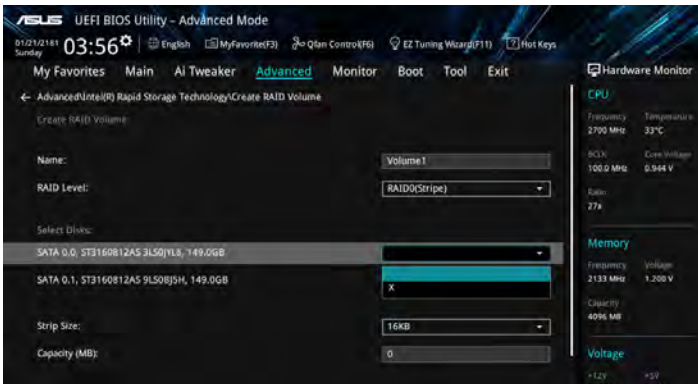 ASUS UEFI BIOS Utility – Advanced Mode
01/21/2181 Sunday 03:56 English MyFavorite(F3) Qfan Control(F6) EZ Tuning Wizard(F11) Hot Keys
My Favorites Main Ai Tweaker Advanced Monitor Boot Tool Exit Hardware Monitor
← Advanced\Intel(R) Rapid Storage Technology\Create RAID Volume
Create RAID Volume
Name: Volume1
RAID Level: RAID0(Stripe)
Select Disks:
SATA 0.0, ST3160812AS 3LS0JYL8, 149.0GB
SATA 0.1, ST3160812AS 9LS0BJ5H, 149.0GB
X
Strip Size: 16KB
Capacity (MB): 0
CPU
Frequency Temperature
2700 MHz 33°C
BCLK Core Voltage
100.0 MHz 0.944 V
Ratio
27x
Memory
Frequency Voltage
2133 MHz 1.200 V
Capacity
4096 MB
Voltage
+12V +5V